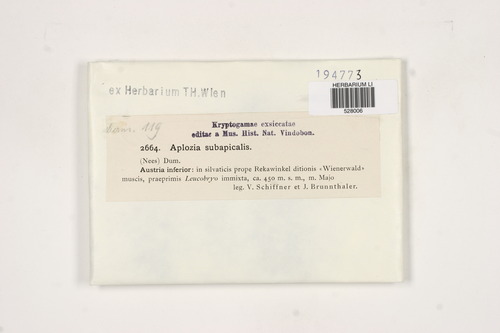 194773
HERBARIUM LI
528006
ex Herbarium T.H.Wien
119
Kryptogamae exsiccatae
editae a Mus. Hist. Nat. Vindobon.
2664. Aplozia subapicalis.
(Nees) Dum.
Austria inferior: in silvaticis prope Rekawinkel ditionis «Wienerwald»
muscis, praeprimis Leucobryo immixta, ca. 450 m. s. m., m. Maio
leg. V. Schiffner et J. Brunnthaler.